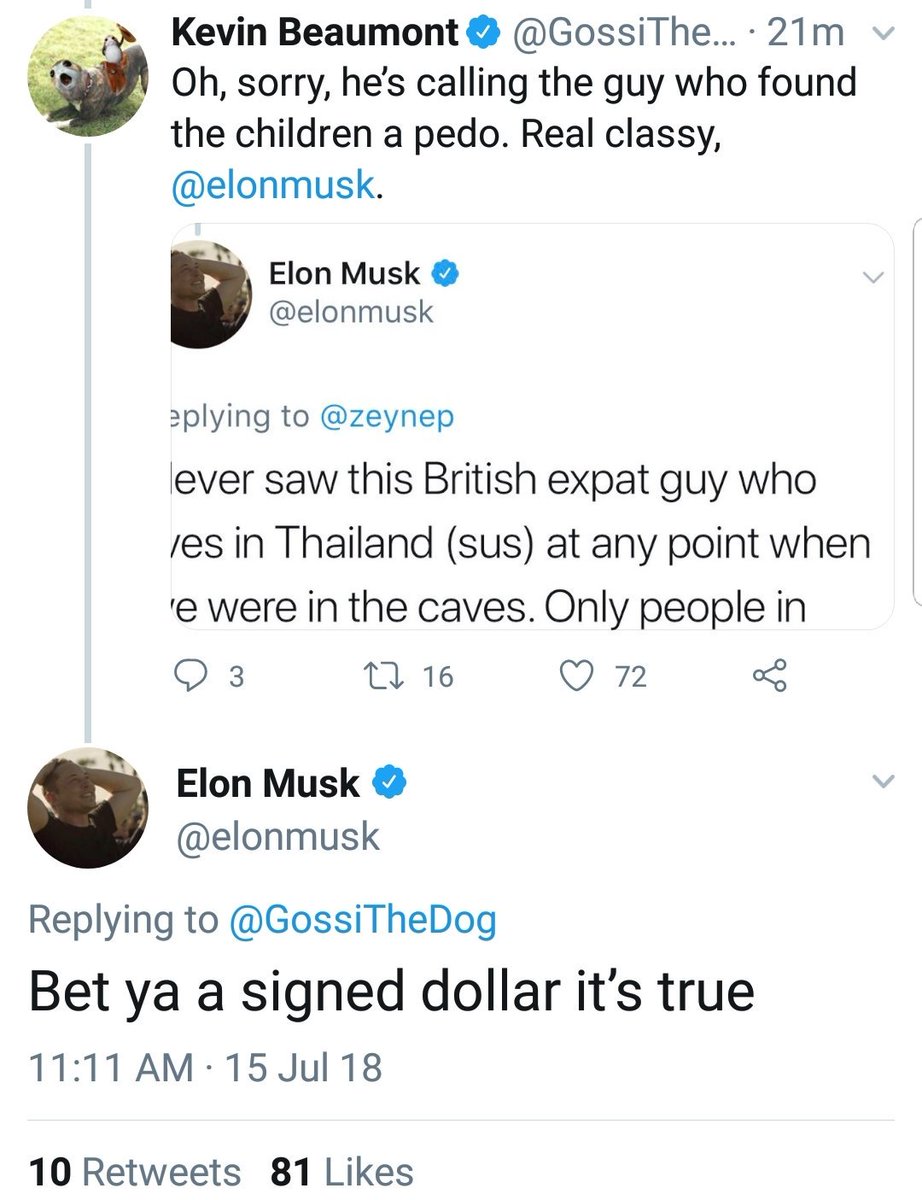 Kevin Beaumont @GossiThe... · 21m
Oh, sorry, he's calling the guy who found
the children a pedo. Real classy,
@elonmusk.
Elon Musk
@elonmusk
eplying to @zeynep
ever saw this British expat guy who
ves in Thailand (sus) at any point when
e were in the caves. Only people in
3 16 72
Elon Musk
@elonmusk
Replying to @GossiTheDog
Bet ya a signed dollar it's true
11:11 AM · 15 Jul 18
10 Retweets 81 Likes